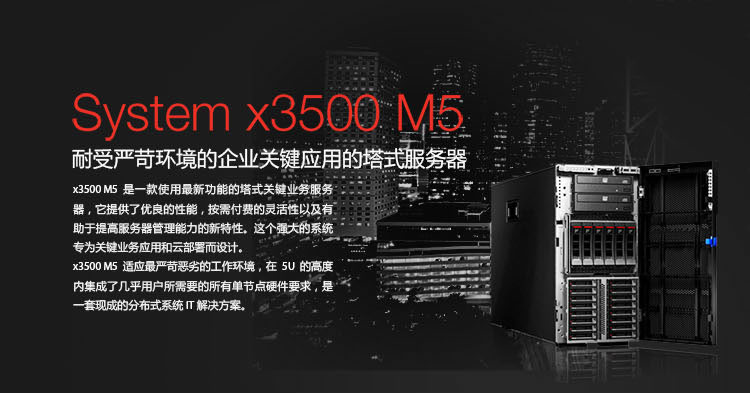 System x3500 M5
耐受严苛环境的企业关键应用的塔式服务器
x3500 M5 是一款使用最新功能的塔式关键业务服务
器，它提供了优良的性能，按需付费的灵活性以及有
助于提高服务器管理能力的新特性。这个强大的系统
专为关键业务应用和云部署而设计。
x3500 M5 适应最严苛恶劣的工作环境，在 5U 的高度
内集成了几乎用户所需要的所有单节点硬件要求，是
一套现成的分布式系统 IT 解决方案。